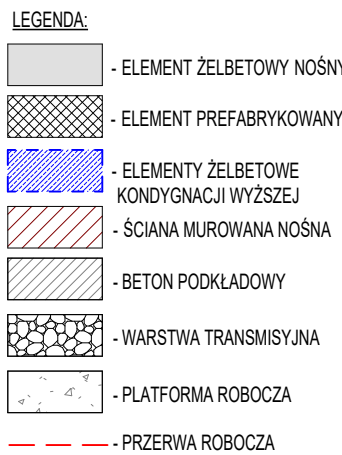 LEGENDA:
- ELEMENT ŻELBETOWY NOŚNY
- ELEMENT PREFABRYKOWANY
- ELEMENTY ŻELBETOWE
KONDYGNACJI WYŻSZEJ
- ŚCIANA MUROWANA NOŚNA
- BETON PODKŁADOWY
- WARSTWA TRANSMISYJNA
- PLATFORMA ROBOCZA
- PRZERWA ROBOCZA